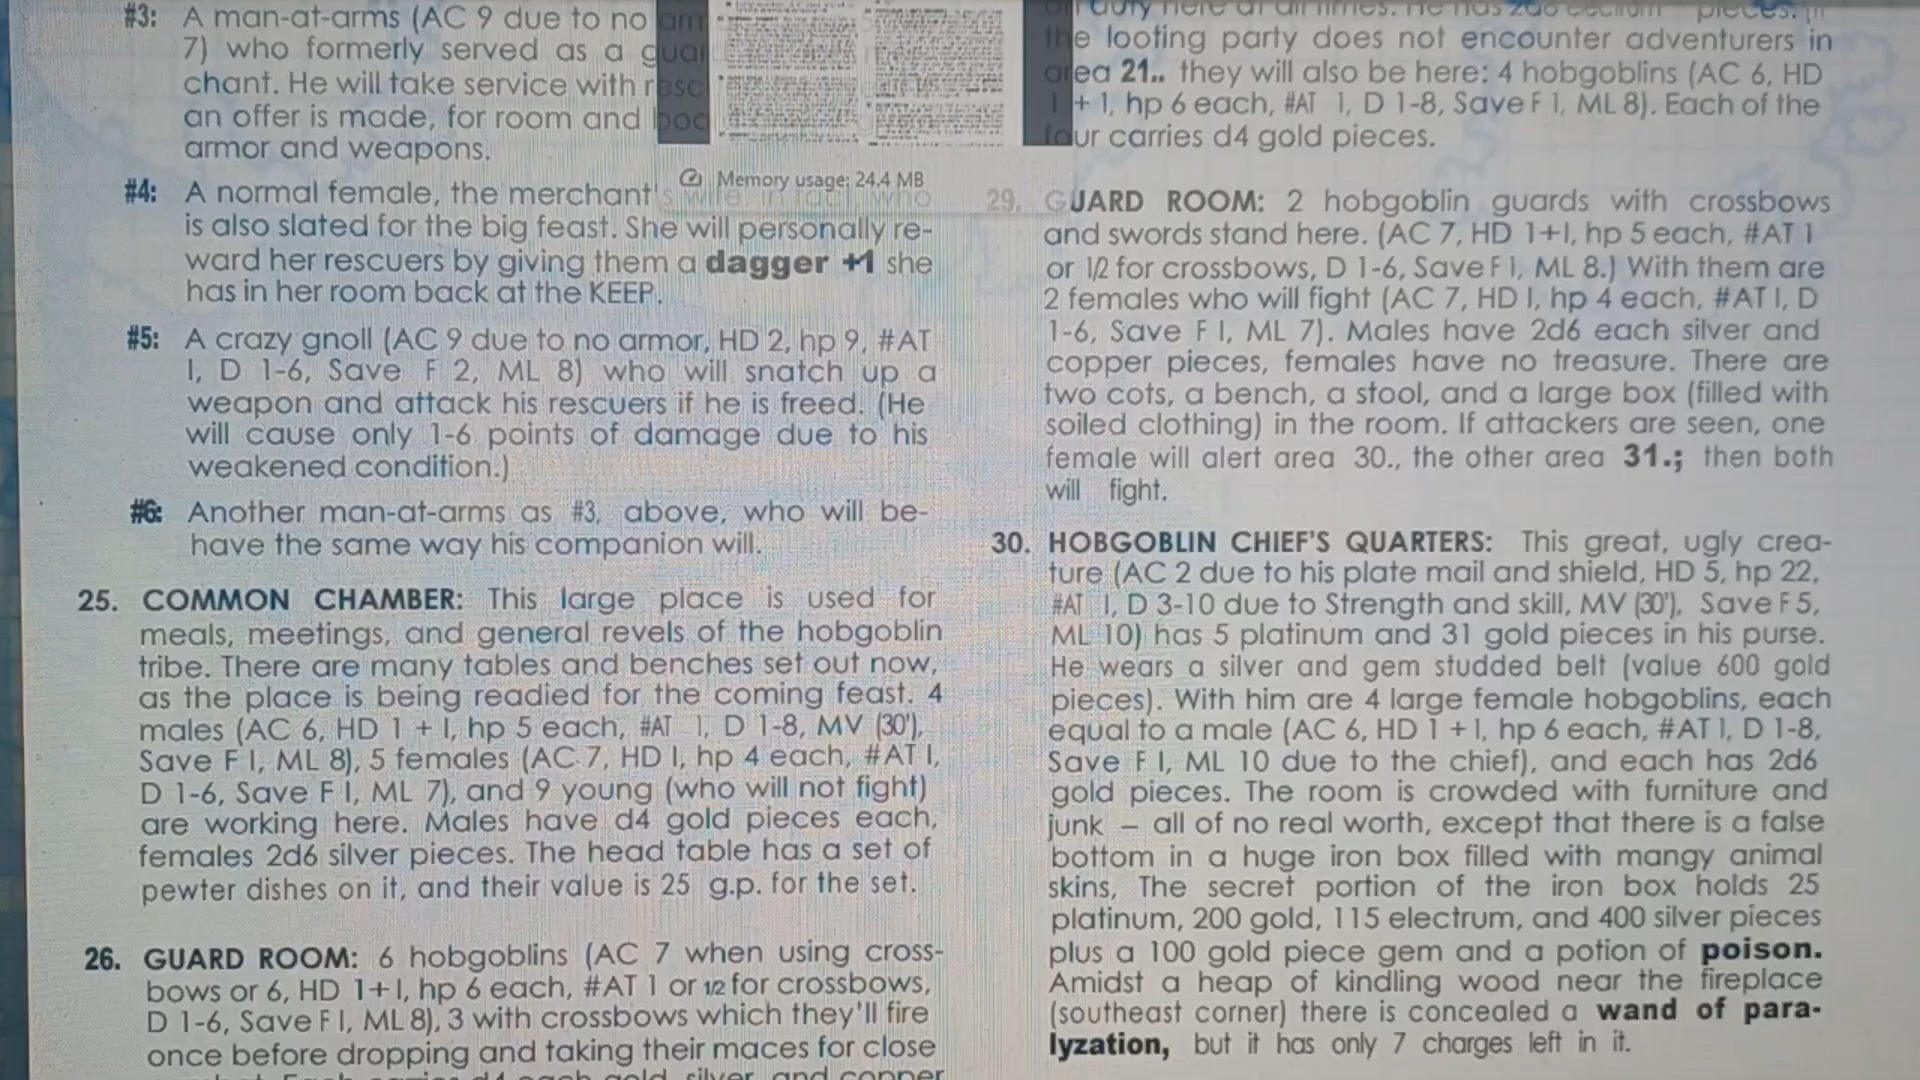 #3: A man-at-arms (AC 9 due to no arm
7) who formerly served as a guar
chant. He will take service with resc
an offer is made, for room and boa
armor and weapons.
#4: A normal female, the merchant's wife, in fact, who
is also slated for the big feast. She will personally re-
ward her rescuers by giving them a dagger +1 she
has in her room back at the KEEP.
#5: A crazy gnoll (AC 9 due to no armor, HD 2, hp 9, #AT
I, D 1-6, Save F 2, ML 8) who will snatch up a
weapon and attack his rescuers if he is freed. (He
will cause only 1-6 points of damage due to his
weakened condition.)
#6: Another man-at-arms as #3, above, who will be-
have the same way his companion will.
25. COMMON CHAMBER: This large place is used for
meals, meetings, and general revels of the hobgoblin
tribe. There are many tables and benches set out now,
as the place is being readied for the coming feast. 4
males (AC 6, HD 1 + I, hp 5 each, #AT 1, D 1-8, MV (30'),
Save F I, ML 8), 5 females (AC 7, HD I, hp 4 each, #AT I,
D 1-6, Save F I, ML 7), and 9 young (who will not fight)
are working here. Males have d4 gold pieces each,
females 2d6 silver pieces. The head table has a set of
pewter dishes on it, and their value is 25 g.p. for the set.
26. GUARD ROOM: 6 hobgoblins (AC 7 when using cross-
bows or 6, HD 1+I, hp 6 each, #AT 1 or 1/2 for crossbows,
D 1-6, Save F I, ML 8), 3 with crossbows which they'll fire
once before dropping and taking their maces for close
each gold, silver, and copper
Memory usage: 24.4 MB
on duty here at all times. He has 2d6 electrum pieces. (If
the looting party does not encounter adventurers in
area 21.. they will also be here: 4 hobgoblins (AC 6, HD
1 + 1, hp 6 each, #AT 1, D 1-8, Save F 1, ML 8). Each of the
four carries d4 gold pieces.
29. GUARD ROOM: 2 hobgoblin guards with crossbows
and swords stand here. (AC 7, HD 1+I, hp 5 each, #AT 1
or 1/2 for crossbows, D 1-6, Save F I, ML 8.) With them are
2 females who will fight (AC 7, HD I, hp 4 each, #AT I, D
1-6, Save F I, ML 7). Males have 2d6 each silver and
copper pieces, females have no treasure. There are
two cots, a bench, a stool, and a large box (filled with
soiled clothing) in the room. If attackers are seen, one
female will alert area 30., the other area 31.; then both
will fight.
30. HOBGOBLIN CHIEF'S QUARTERS: This great, ugly crea-
ture (AC 2 due to his plate mail and shield, HD 5, hp 22,
#AT I, D 3-10 due to Strength and skill, MV (30'), Save F 5,
ML 10) has 5 platinum and 31 gold pieces in his purse.
He wears a silver and gem studded belt (value 600 gold
pieces). With him are 4 large female hobgoblins, each
equal to a male (AC 6, HD 1 + I, hp 6 each, #AT I, D 1-8,
Save F I, ML 10 due to the chief), and each has 2d6
gold pieces. The room is crowded with furniture and
junk – all of no real worth, except that there is a false
bottom in a huge iron box filled with mangy animal
skins, The secret portion of the iron box holds 25
platinum, 200 gold, 115 electrum, and 400 silver pieces
plus a 100 gold piece gem and a potion of poison.
Amidst a heap of kindling wood near the fireplace
(southeast corner) there is concealed a wand of para-
lyzation, but it has only 7 charges left in it.